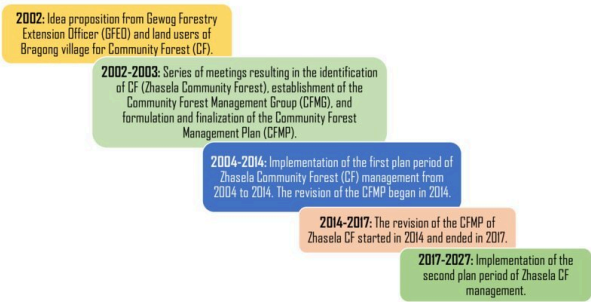 2002: Idea proposition from Gewog Forestry
Extension Officer (GFEO) and land users of
Bragong village for Community Forest (CF).
2002-2003: Series of meetings resulting in the identification
of CF (Zhasela Community Forest), establishment of the
Community Forest Management Group (CFMG), and
formulation and finalization of the Community Forest
Management Plan (CFMP).
2004-2014: Implementation of the first plan period of
Zhasela Community Forest (CF) management from
2004 to 2014. The revision of the CFMP began in 2014.
2014-2017: The revision of the CFMP of
Zhasela CF started in 2014 and ended in 2017.
2017-2027: Implementation of the
second plan period of Zhasela CF
management.